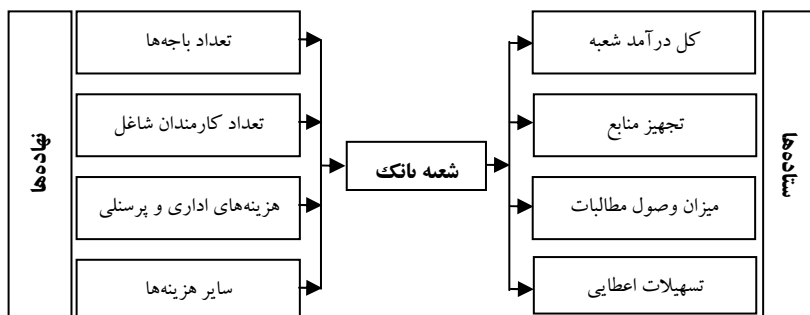 نهاده‌ها
تعداد باجه‌ها
تعداد کارمندان شاغل
هزینه‌های اداری و پرسنلی
سایر هزینه‌ها
شعبه بانک
کل درآمد شعبه
تجهیز منابع
میزان وصول مطالبات
تسهیلات اعطایی
ستاده‌ها